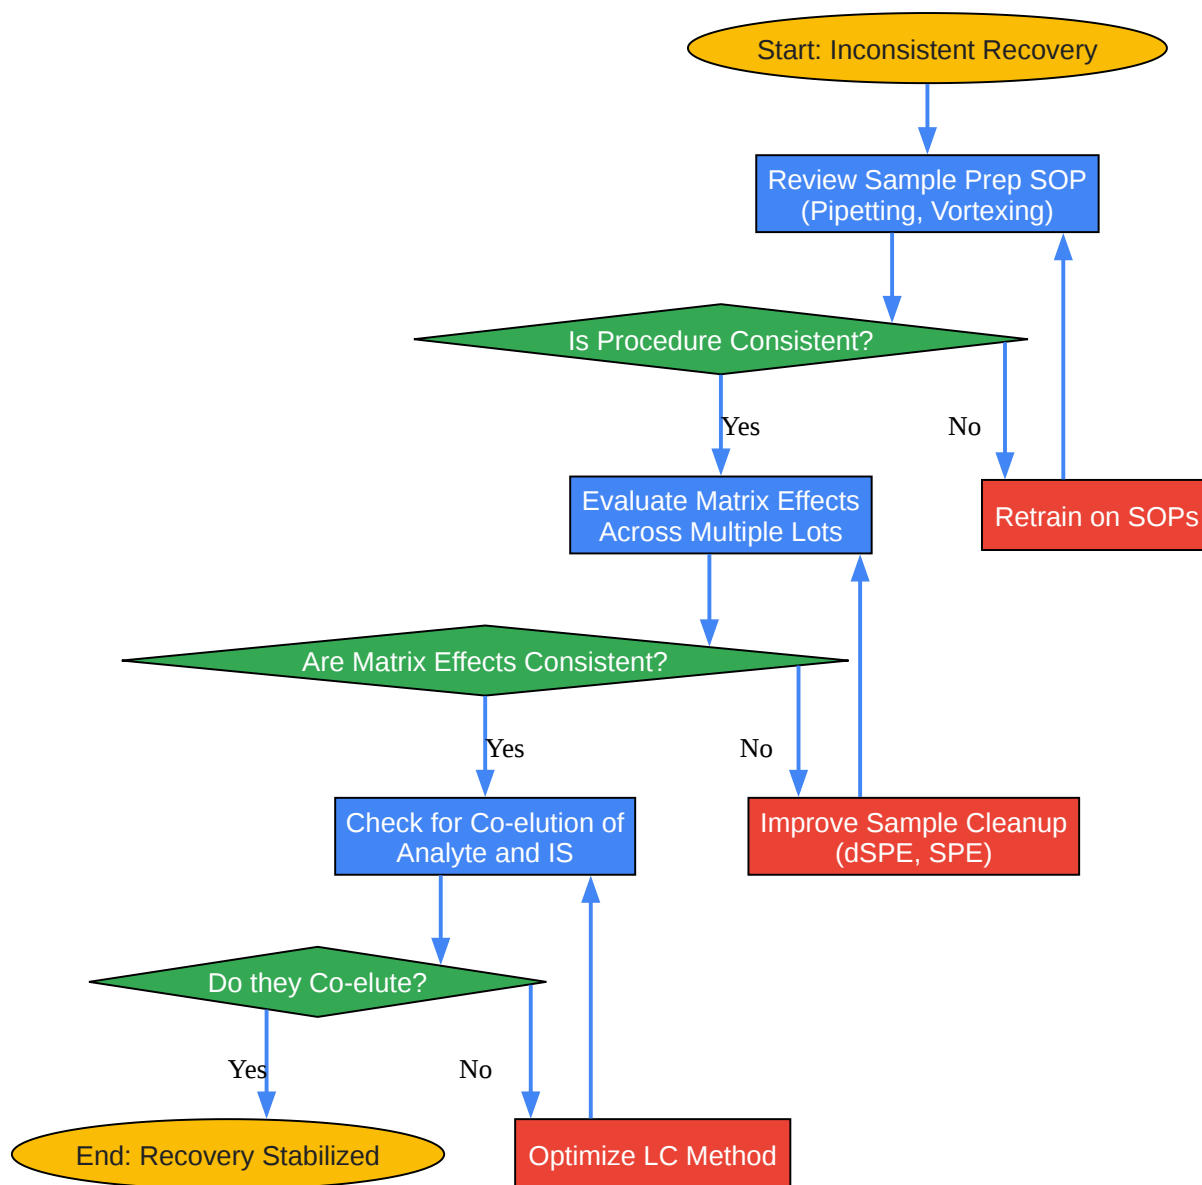 Start: Inconsistent Recovery
Review Sample Prep SOP
(Pipetting, Vortexing)
Is Procedure Consistent?
Yes
No
Evaluate Matrix Effects
Across Multiple Lots
Retrain on SOPs
Are Matrix Effects Consistent?
Yes
No
Check for Co-elution of
Analyte and IS
Improve Sample Cleanup
(dSPE, SPE)
Do they Co-elute?
Yes
No
End: Recovery Stabilized
Optimize LC Method